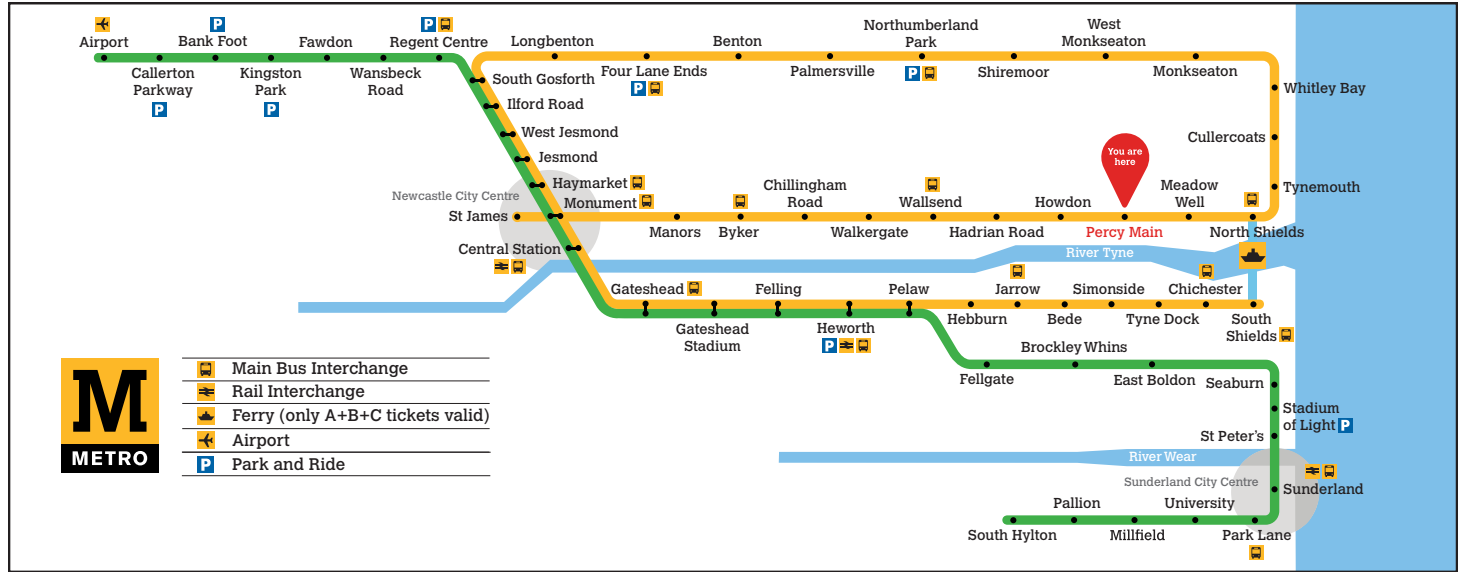 Airport
Callerton
Parkway
P
Bank Foot
P
Kingston
Park
P
Fawdon
Wansbeck
Road
Regent Centre
P
Longbenton
Four Lane Ends
P
Benton
Palmersville
Northumberland
Park
P
Shiremoor
West
Monkseaton
Monkseaton
Whitley Bay
Cullercoats
Tynemouth
South Gosforth
Ilford Road
West Jesmond
Jesmond
Haymarket
Newcastle City Centre
Monument
St James
Central Station
Manors
Byker
Chillingham
Road
Walkergate
Wallsend
Hadrian Road
Howdon
You are
here
Percy Main
Meadow
Well
North Shields
River Tyne
Gateshead
Gateshead
Stadium
Felling
Heworth
P
Pelaw
Hebburn
Jarrow
Bede
Simonside
Tyne Dock
Chichester
South
Shields
Fellgate
Brockley Whins
East Boldon
Seaburn
Stadium
of Light P
St Peter's
River Wear
Sunderland City Centre
Sunderland
Park Lane
University
Millfield
Pallion
South Hylton
M
METRO
Main Bus Interchange
Rail Interchange
Ferry (only A+B+C tickets valid)
Airport
P Park and Ride